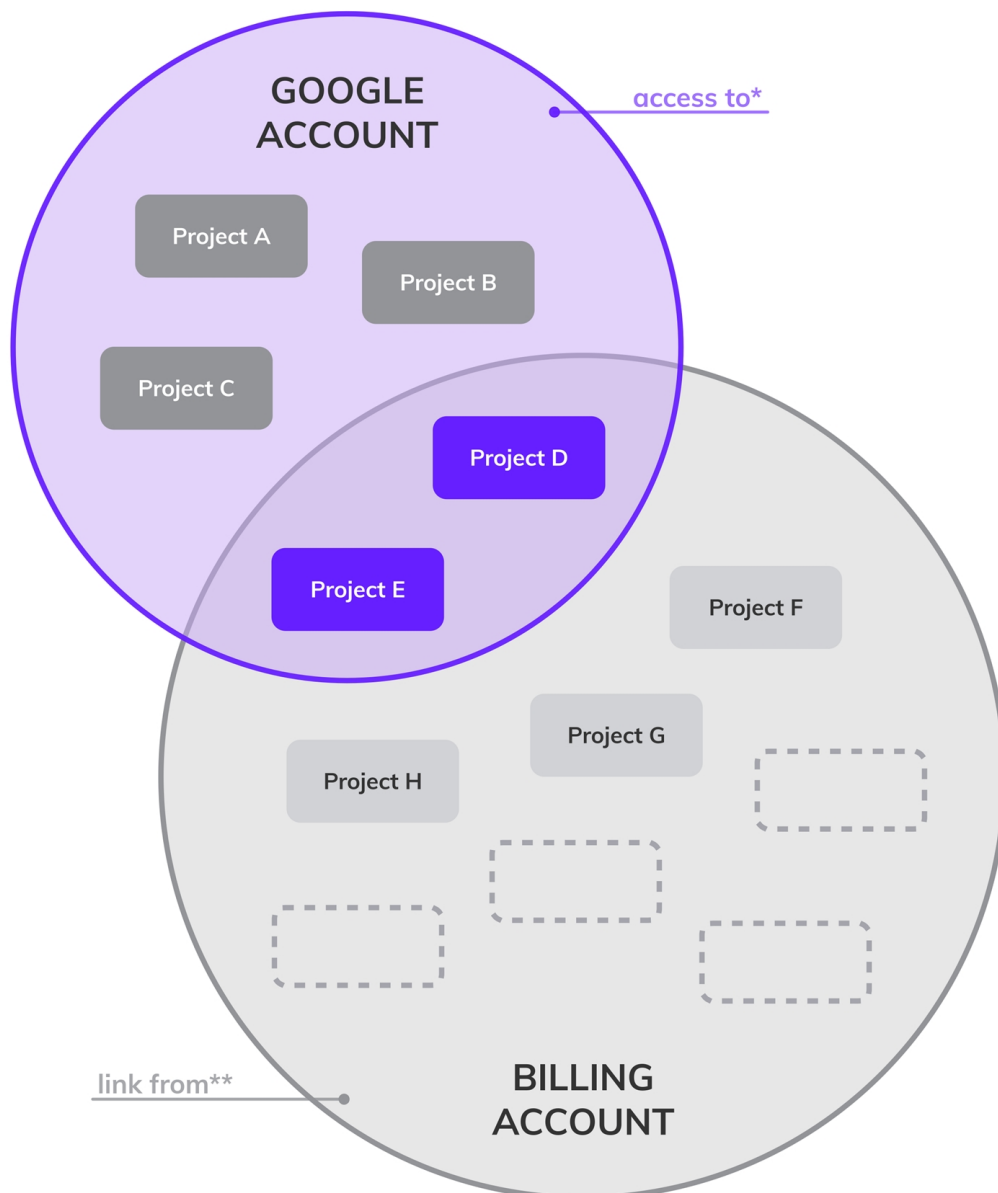 GOOGLE
ACCOUNT
access to*
Project A
Project B
Project C
Project D
Project E
Project F
Project G
Project H
link from**
BILLING
ACCOUNT